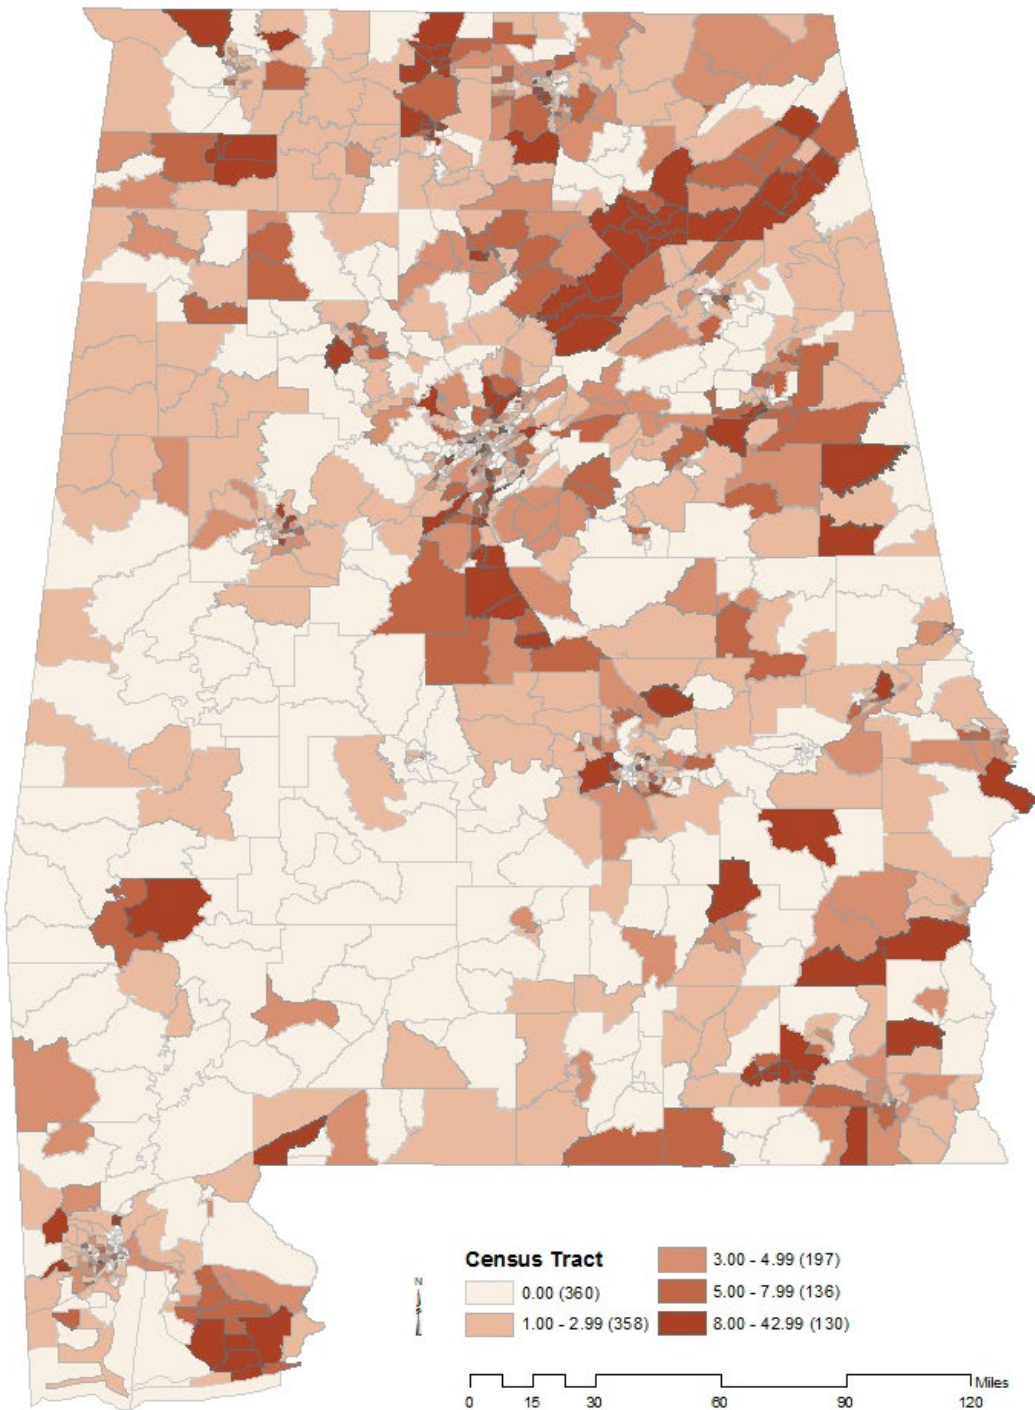 Census Tract
0.00 (360)
1.00 - 2.99 (358)
3.00 - 4.99 (197)
5.00 - 7.99 (136)
8.00 - 42.99 (130)
N
Miles
0 15 30 60 90 120